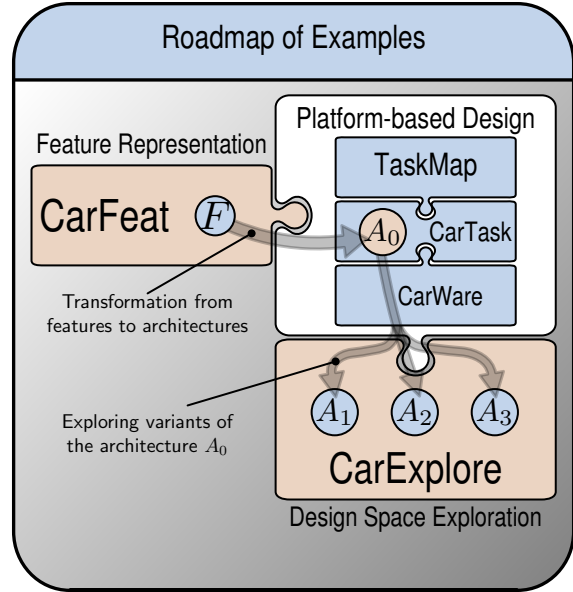 Roadmap of Examples
Platform-based Design
Feature Representation
TaskMap
CarFeat
F
A₀
CarTask
CarWare
Transformation from
features to architectures
Exploring variants of
the architecture A₀
A₁
A₂
A₃
CarExplore
Design Space Exploration